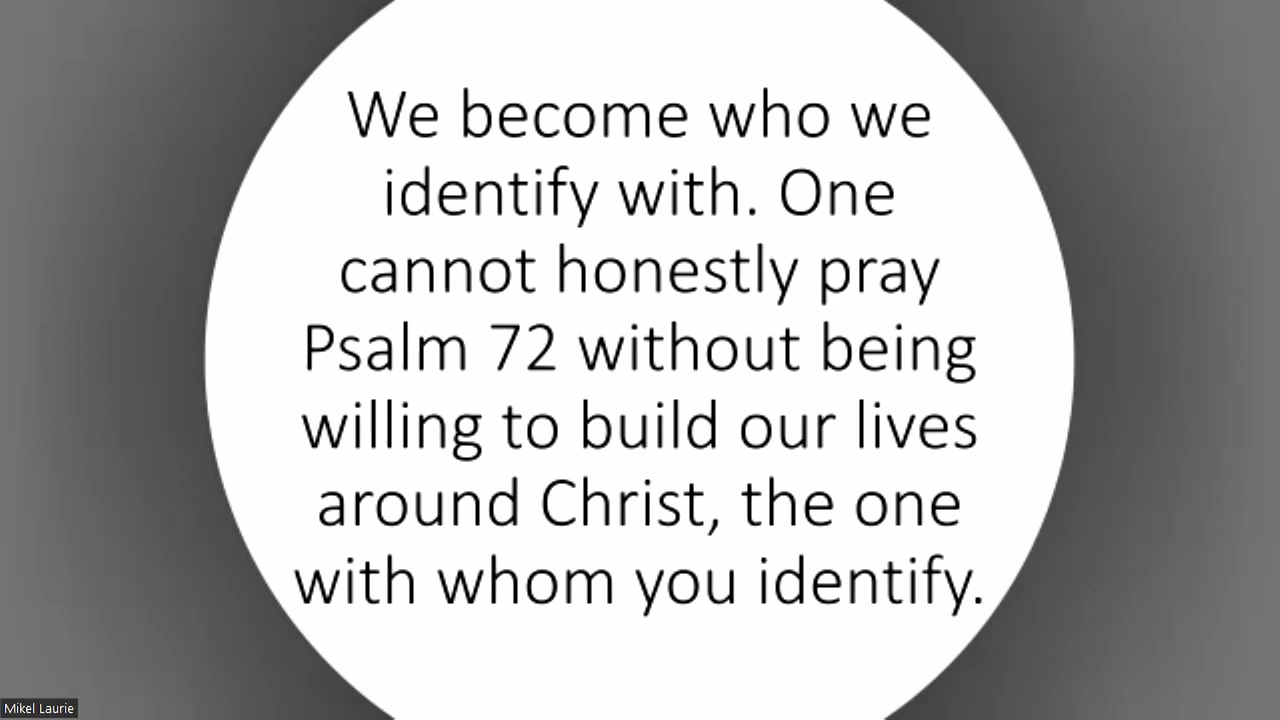 We become who we
identify with. One
cannot honestly pray
Psalm 72 without being
willing to build our lives
around Christ, the one
with whom you identify.
Mikel Laurie